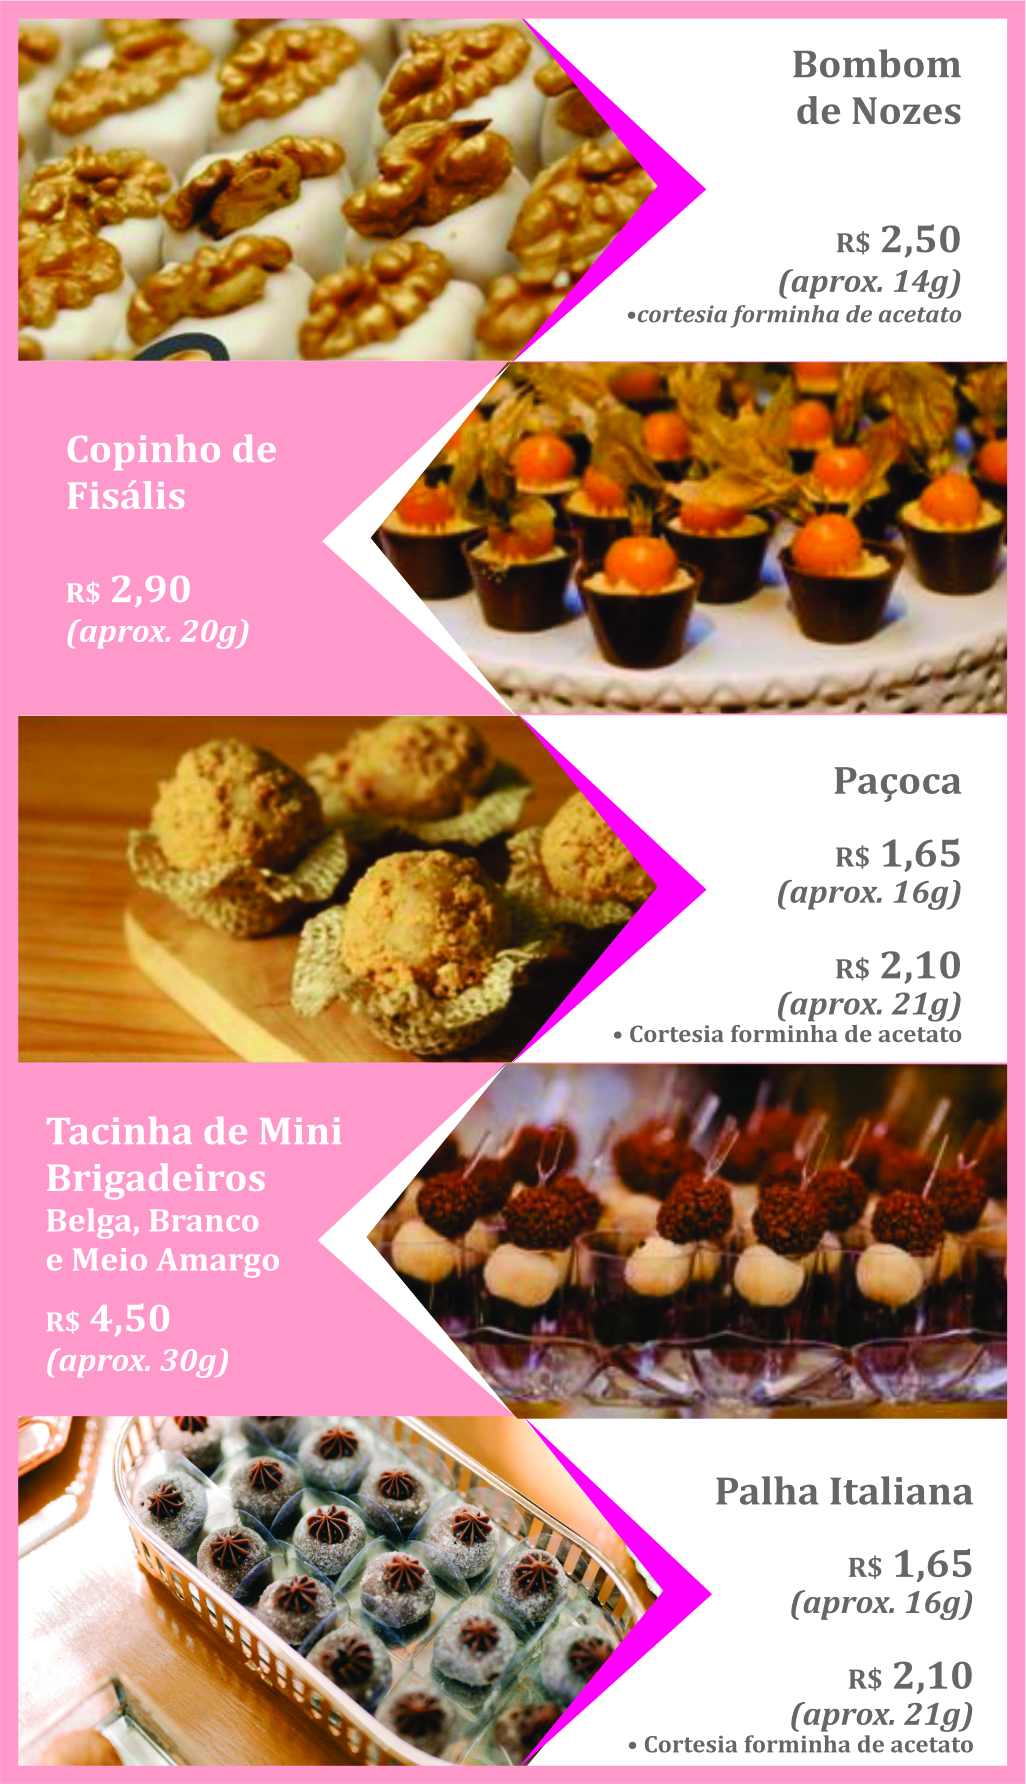 Bombom
de Nozes
R$ 2,50
(aprox. 14g)
•cortesia forminha de acetato
Copinho de
Fisális
R$ 2,90
(aprox. 20g)
Paçoca
R$ 1,65
(aprox. 16g)
R$ 2,10
(aprox. 21g)
• Cortesia forminha de acetato
Tacinha de Mini
Brigadeiros
Belga, Branco
e Meio Amargo
R$ 4,50
(aprox. 30g)
Palha Italiana
R$ 1,65
(aprox. 16g)
R$ 2,10
(aprox. 21g)
• Cortesia forminha de acetato